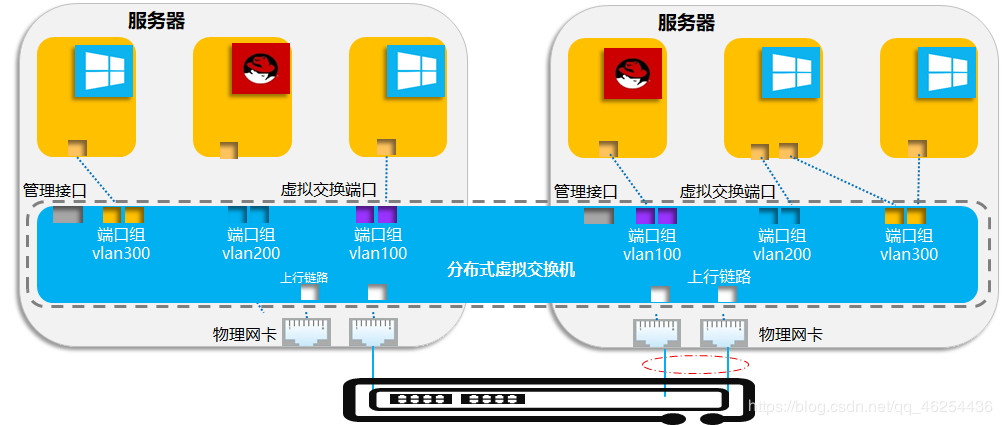 服务器
服务器
管理接口
虚拟交换端口
管理接口
虚拟交换端口
端口组
vlan300
端口组
vlan200
端口组
vlan100
端口组
vlan100
端口组
vlan200
端口组
vlan300
分布式虚拟交换机
上行链路
上行链路
物理网卡
物理网卡
https://blog.csdn.net/qq_46254436